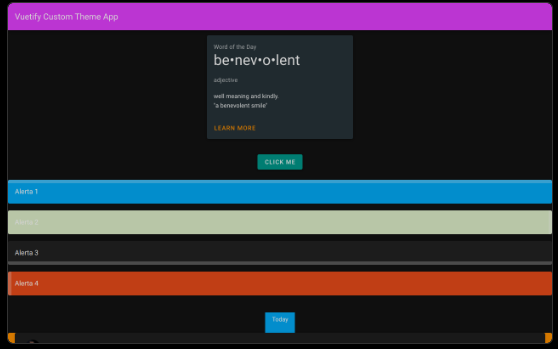 Vuetify Custom Theme App
Word of the Day
be•nev•o•lent
adjective
well meaning and kindly.
"a benevolent smile"
LEARN MORE
CLICK ME
Alerta 1
Alerta 2
Alerta 3
Alerta 4
Today